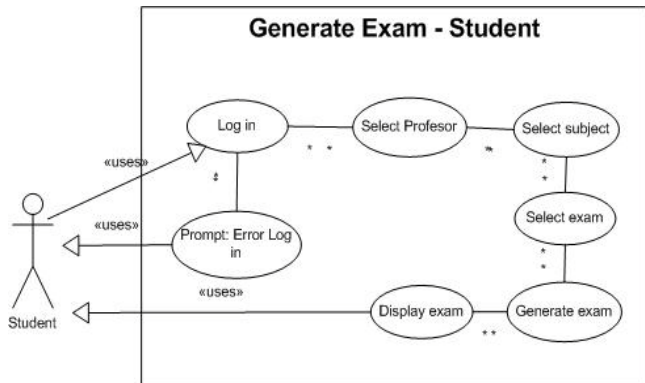 Generate Exam - Student
Log in
* *
Select Profesor
**
Select subject
«uses»
*
*
*
*
Select exam
«uses»
Prompt: Error Log
in
*
*
«uses»
Student
Display exam
* *
Generate exam